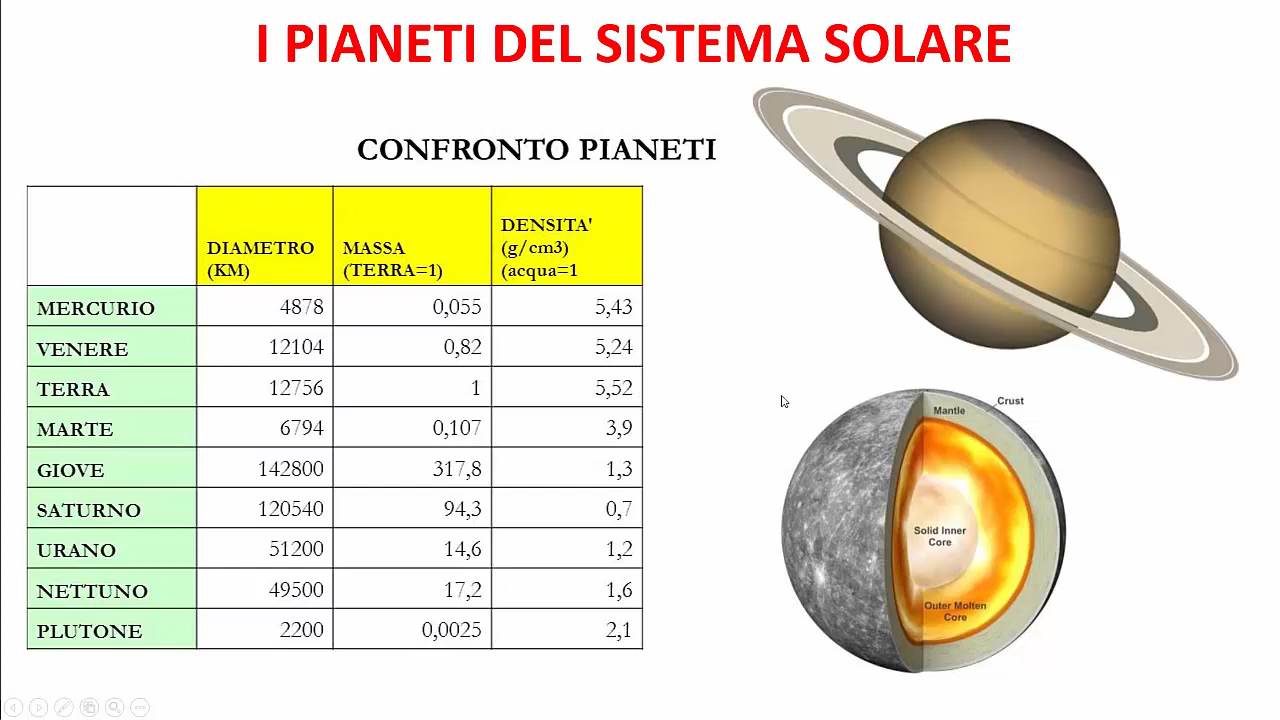 I PIANETI DEL SISTEMA SOLARE
CONFRONTO PIANETI
DIAMETRO (KM) MASSA (TERRA=1) DENSITA' (g/cm3) (acqua=1
MERCURIO 4878 0,055 5,43
VENERE 12104 0,82 5,24
TERRA 12756 1 5,52
MARTE 6794 0,107 3,9
GIOVE 142800 317,8 1,3
SATURNO 120540 94,3 0,7
URANO 51200 14,6 1,2
NETTUNO 49500 17,2 1,6
PLUTONE 2200 0,0025 2,1
Crust
Mantle
Solid Inner
Core
Outer Molten
Core